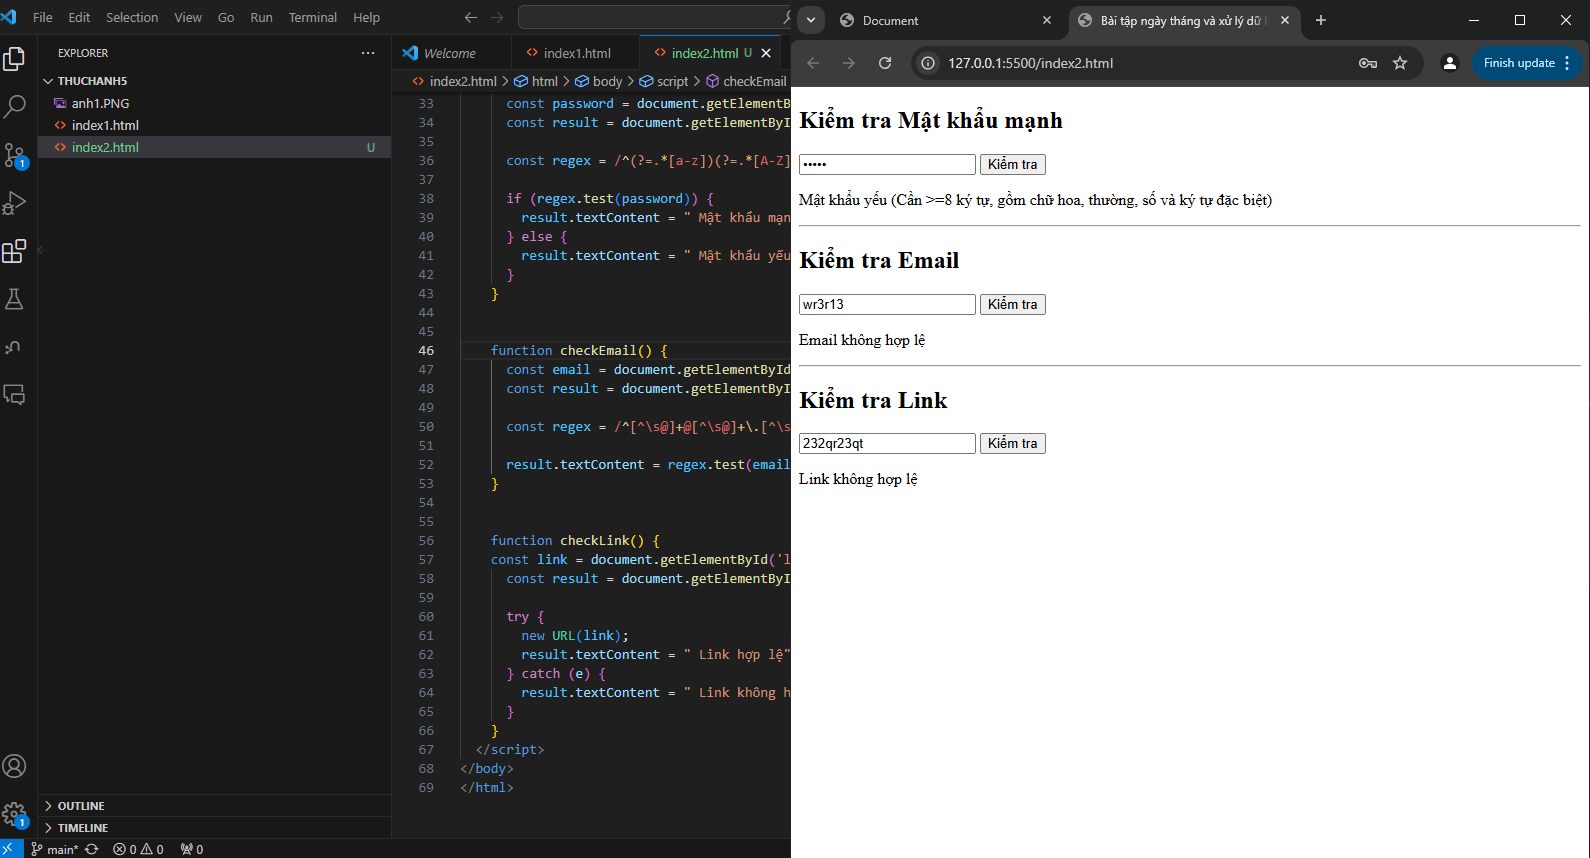 File Edit Selection View Go Run Terminal Help
EXPLORER
THUCHANH5
anh1.PNG
index1.html
index2.html U
OUTLINE
TIMELINE
main* 0 0 0
1
1
Welcome index1.html index2.html U
index2.html > html > body > script > checkEmail
33 const password = document.getElementB
34 const result = document.getElementByI
35
36 const regex = /^(?=.*[a-z])(?=.*[A-Z]
37
38 if (regex.test(password)) {
39 result.textContent = " Mật khẩu mạn
40 } else {
41 result.textContent = " Mật khẩu yếu
42 }
43 }
44
45
46 function checkEmail() {
47 const email = document.getElementById
48 const result = document.getElementByI
49
50 const regex = /^[^\s@]+@[^\s@]+\.[^\s
51
52 result.textContent = regex.test(email
53 }
54
55
56 function checkLink() {
57 const link = document.getElementById('l
58 const result = document.getElementByI
59
60 try {
61 new URL(link);
62 result.textContent = " Link hợp lệ"
63 } catch (e) {
64 result.textContent = " Link không h
65 }
66 }
67 </script>
68 </body>
69 </html>
Document
Bài tập ngày tháng và xử lý dữ
127.0.0.1:5500/index2.html
Finish update
Kiểm tra Mật khẩu mạnh
••••• Kiểm tra
Mật khẩu yếu (Cần >=8 ký tự, gồm chữ hoa, thường, số và ký tự đặc biệt)
Kiểm tra Email
wr3r13 Kiểm tra
Email không hợp lệ
Kiểm tra Link
232qr23qt Kiểm tra
Link không hợp lệ